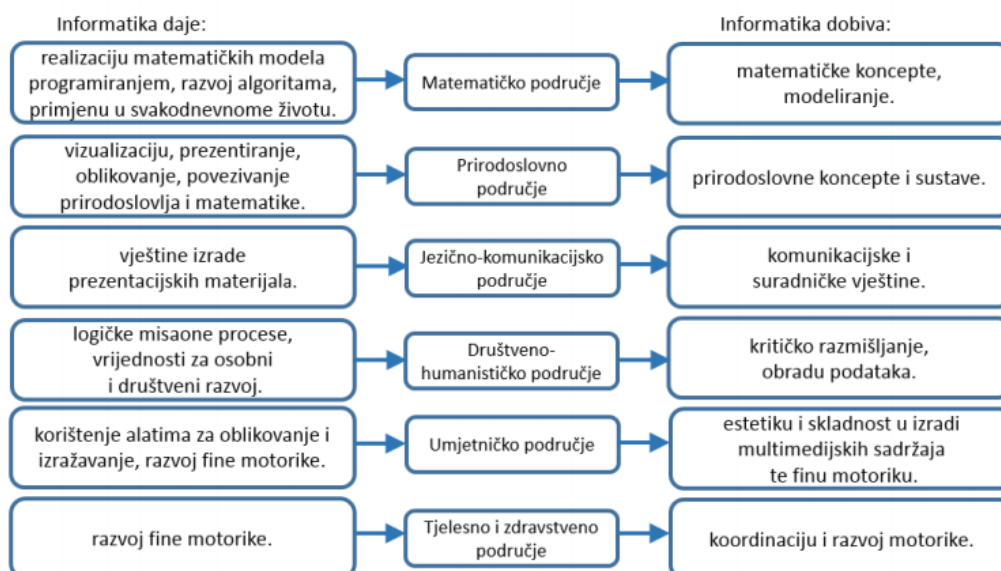 Informatika daje:
Informatika dobiva:
realizaciju matematičkih modela
programiranjem, razvoj algoritama,
primjenu u svakodnevnome životu.
Matematičko područje
matematičke koncepte,
modeliranje.
vizualizaciju, prezentiranje,
oblikovanje, povezivanje
prirodoslovlja i matematike.
Prirodoslovno
područje
prirodoslovne koncepte i sustave.
vještine izrade
prezentacijskih materijala.
Jezično-komunikacijsko
područje
komunikacijske i
suradničke vještine.
logičke misaone procese,
vrijednosti za osobni
i društveni razvoj.
Društveno-
humanističko područje
kritičko razmišljanje,
obradu podataka.
korištenje alatima za oblikovanje i
izražavanje, razvoj fine motorike.
Umjetničko područje
estetiku i skladnost u izradi
multimedijskih sadržaja
te finu motoriku.
razvoj fine motorike.
Tjelesno i zdravstveno
područje
koordinaciju i razvoj motorike.